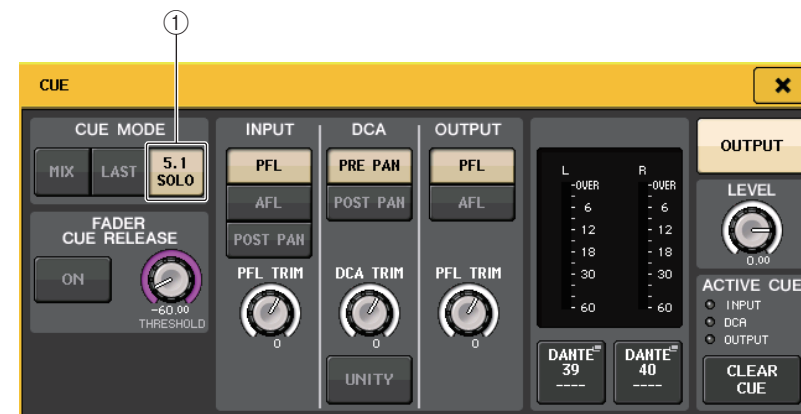 1
CUE
CUE MODE
MIX
LAST
5.1 SOLO
FADER
CUE RELEASE
ON
-60.00
THRESHOLD
INPUT
PFL
AFL
POST PAN
PFL TRIM
0
DCA
PRE PAN
POST PAN
DCA TRIM
0
UNITY
OUTPUT
PFL
AFL
PFL TRIM
0
L
-OVER
- 6
- 12
- 18
- 30
- 60
R
-OVER
- 6
- 12
- 18
- 30
- 60
DANTE
39
----
DANTE
40
----
OUTPUT
LEVEL
0.00
ACTIVE CUE
INPUT
DCA
OUTPUT
CLEAR
CUE